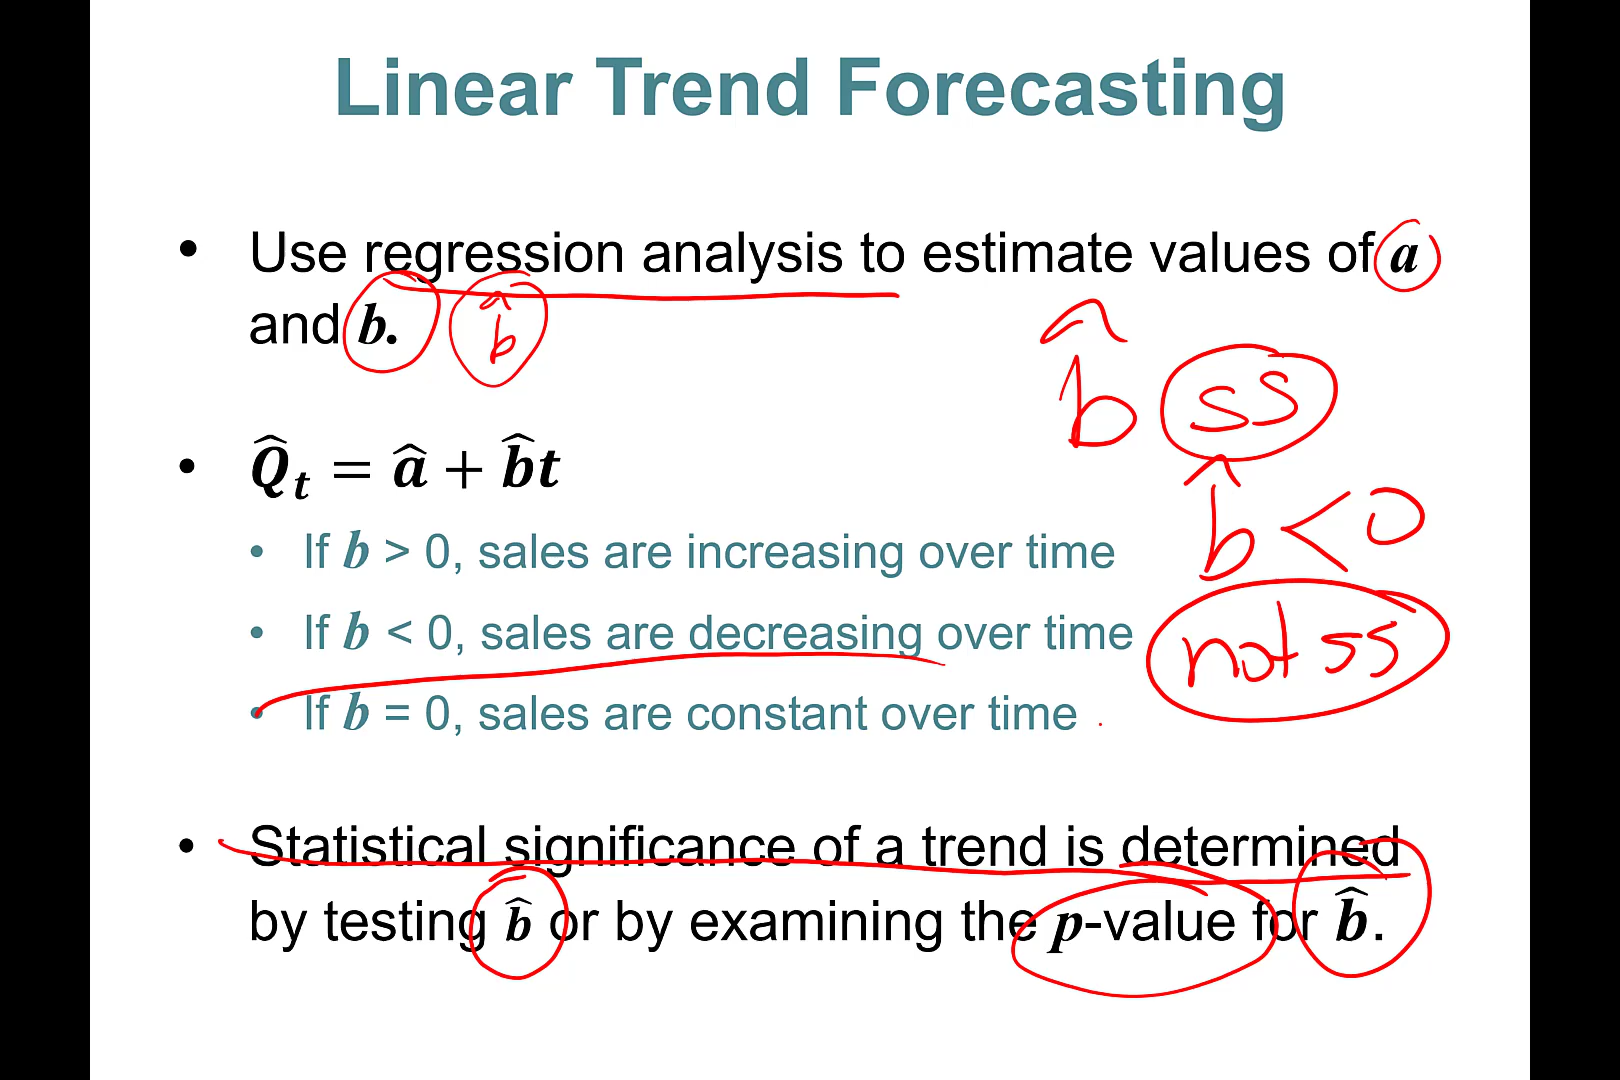 Linear Trend Forecasting
• Use regression analysis to estimate values of a
and b. b̂
b̂ ss
• Q̂ₜ = â + b̂t
b̂ < 0
• If b > 0, sales are increasing over time
• If b < 0, sales are decreasing over time
not ss
• If b = 0, sales are constant over time
• Statistical significance of a trend is determined
by testing b̂ or by examining the p-value for b̂.